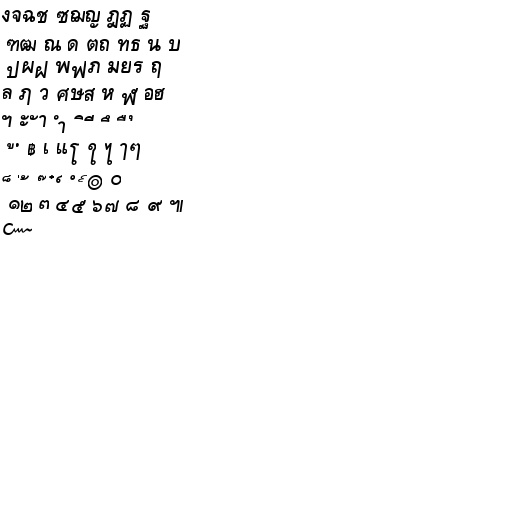 งจฉช ซฌญ ฎฏ ฐ
ฑฒ ณ ด ตถ ทธ น บ
ปผฝ พฟภ มยร ฤ
ล ฦ ว ศษส ห ฬ อฮ
ฯ ะ ั า ำ ิ ี ึ ื ุ
ู ฺ ฿ เ แโ ใ ไ ๅๆ
็ ่ ้ ๊ ๋ ์ ํ ๎ ๏ ๐
๑๒ ๓ ๔๕ ๖๗ ๘ ๙ ๚
๛